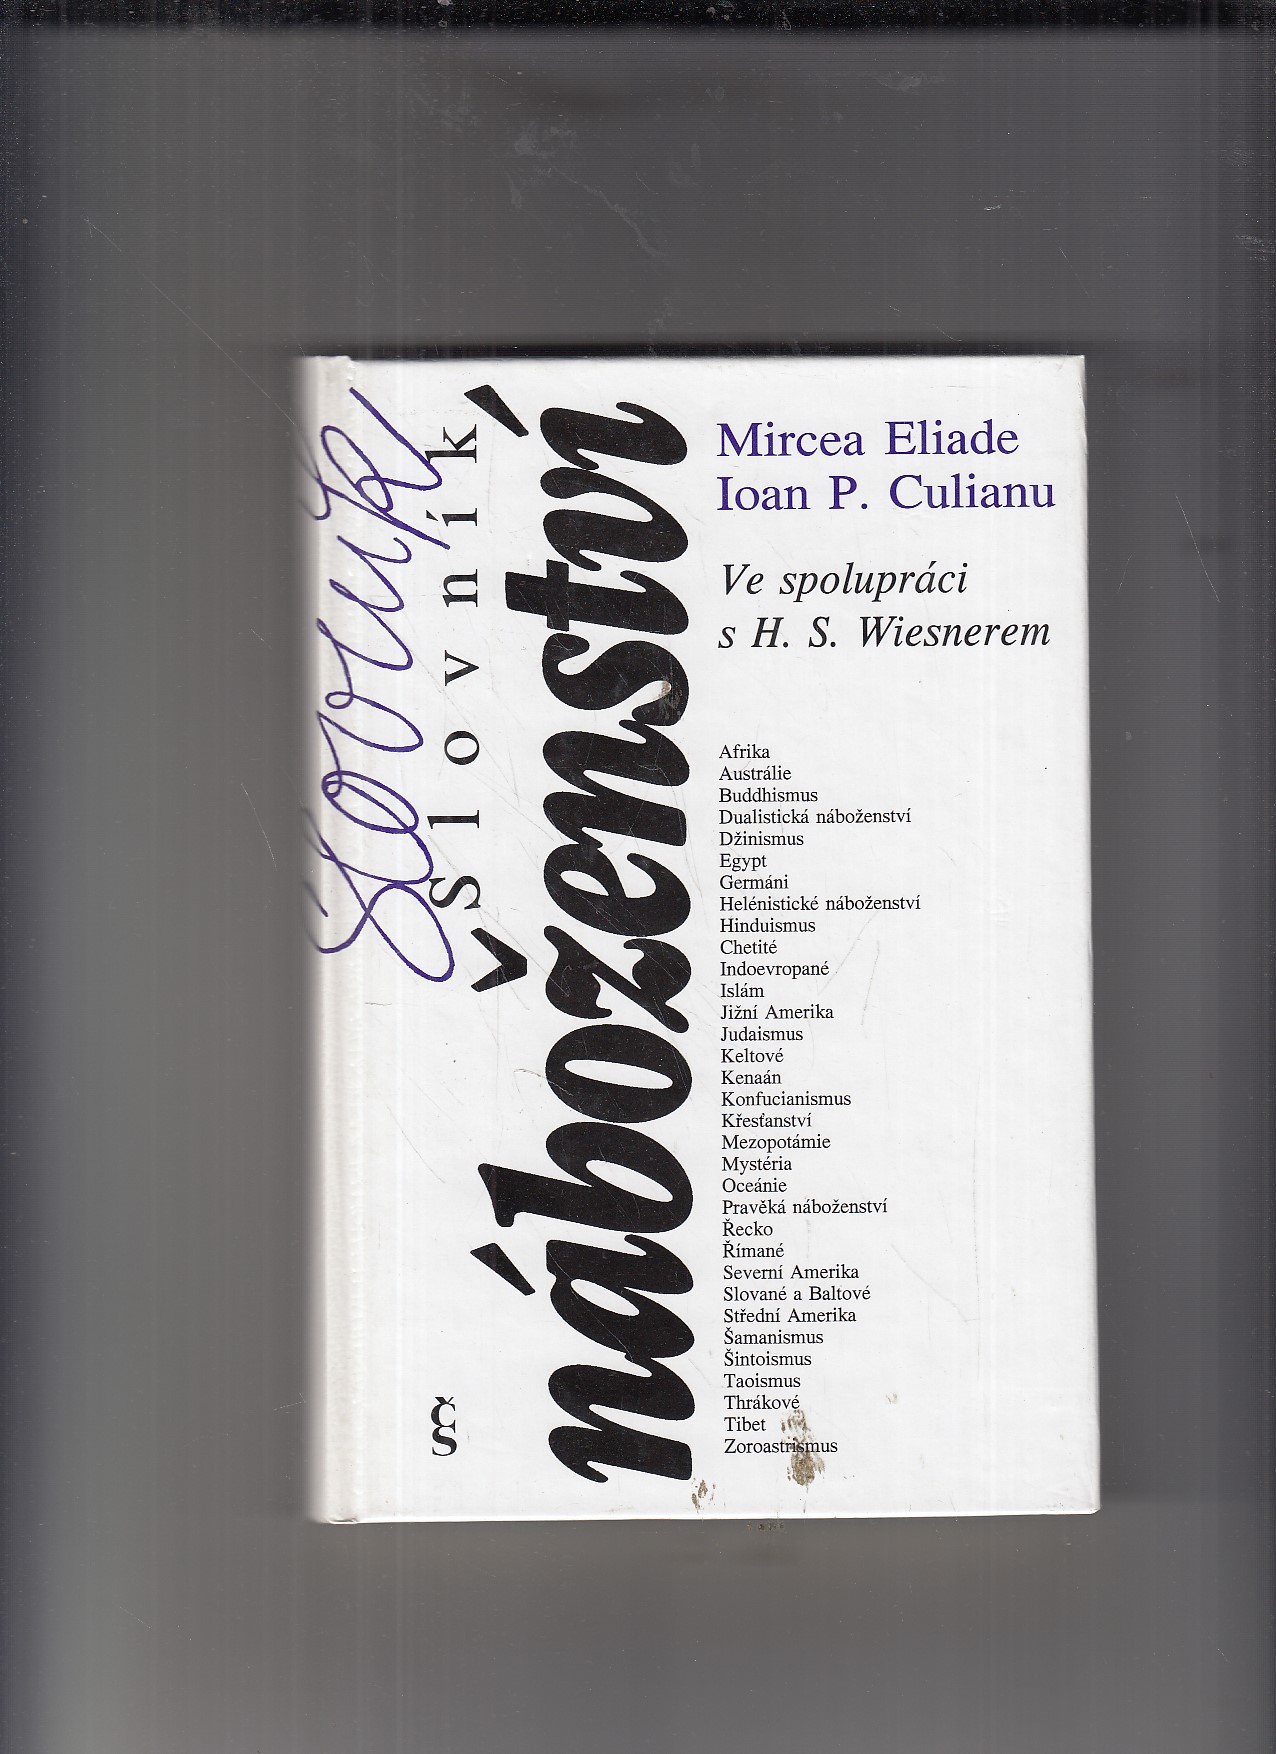 Slovník
Slovník
náboženství
Mircea Eliade
Ioan P. Culianu
Ve spolupráci
s H. S. Wiesnerem
Afrika
Austrálie
Buddhismus
Dualistická náboženství
Džinismus
Egypt
Germáni
Helénistické náboženství
Hinduismus
Chetité
Indoevropané
Islám
Jižní Amerika
Judaismus
Keltové
Kenaán
Konfucianismus
Křesťanství
Mezopotámie
Mystéria
Oceánie
Pravěká náboženství
Řecko
Římané
Severní Amerika
Slované a Baltové
Střední Amerika
Šamanismus
Šintoismus
Taoismus
Thrákové
Tibet
Zoroastrismus
ČS